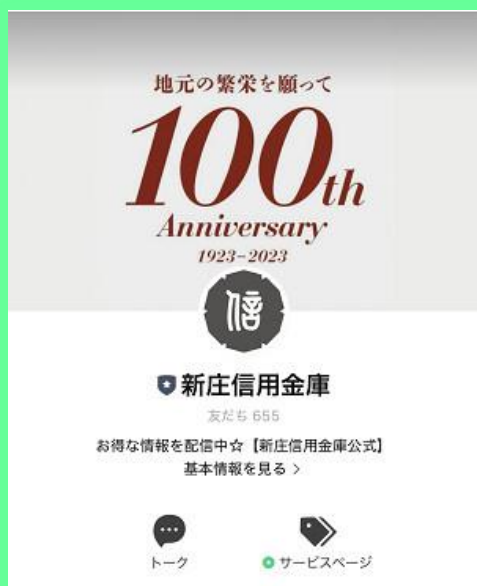 地元の繁栄を願って
100th
Anniversary
1923-2023
信
新庄信用金庫
友だち 655
お得な情報を配信中☆【新庄信用金庫公式】
基本情報を見る >
トーク
サービスページ